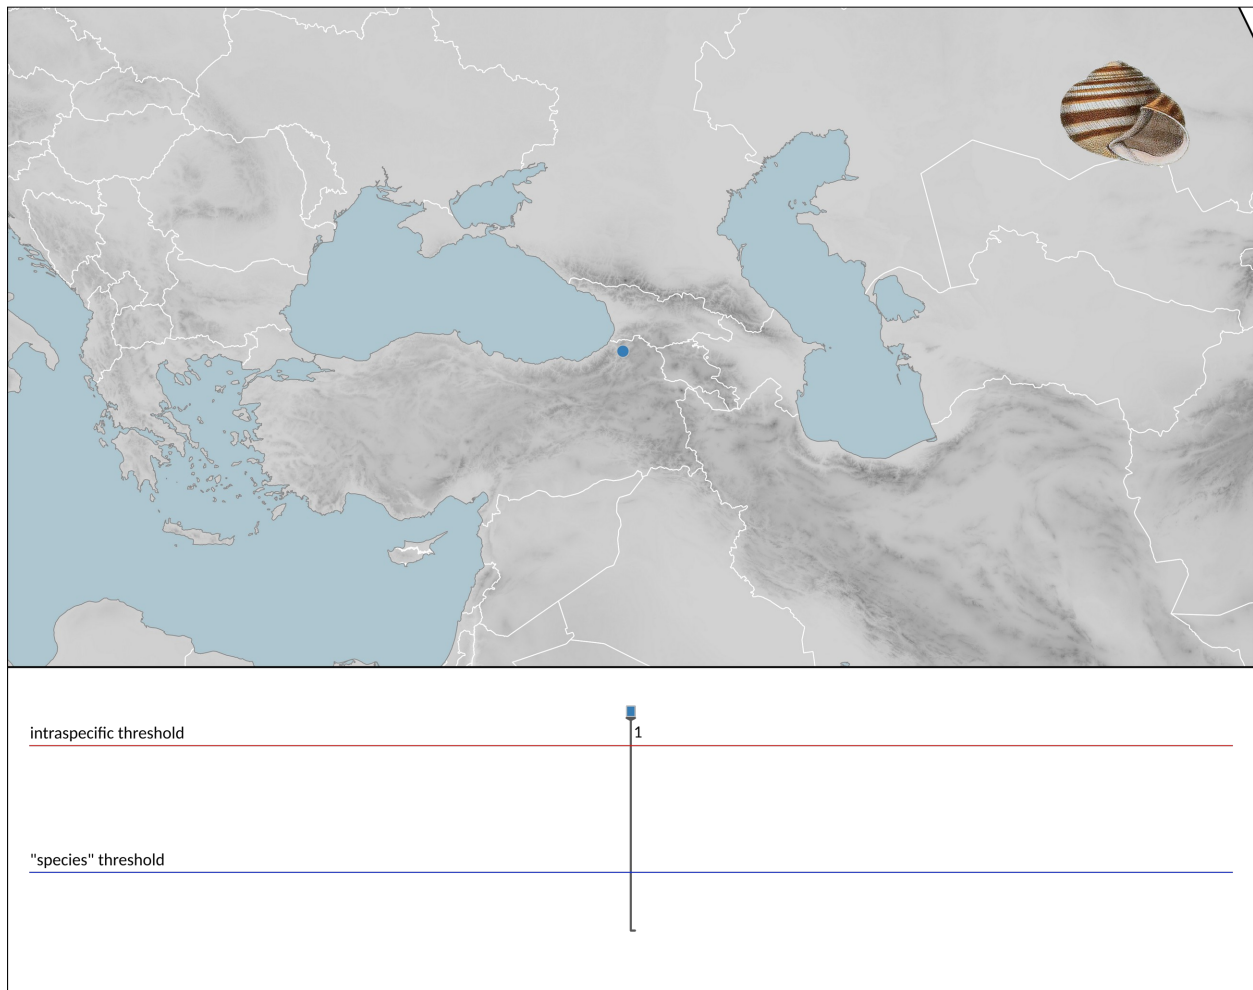 intraspecific threshold
1
"species" threshold